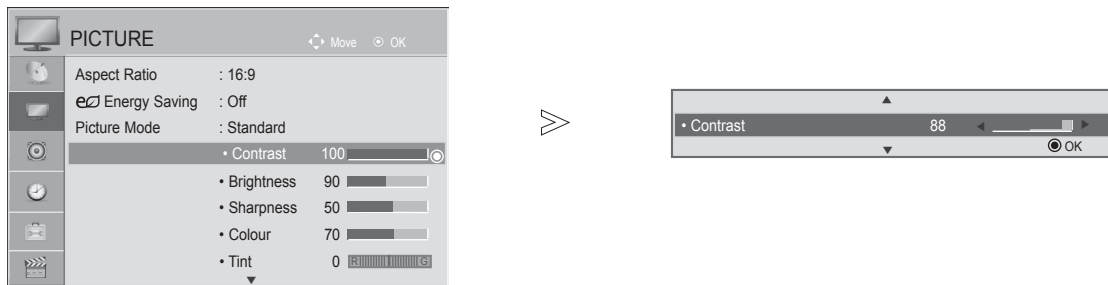 PICTURE
Move OK
Aspect Ratio : 16:9
Energy Saving : Off
Picture Mode : Standard
• Contrast 100
• Brightness 90
• Sharpness 50
• Colour 70
• Tint 0 R G
• Contrast 88
OK